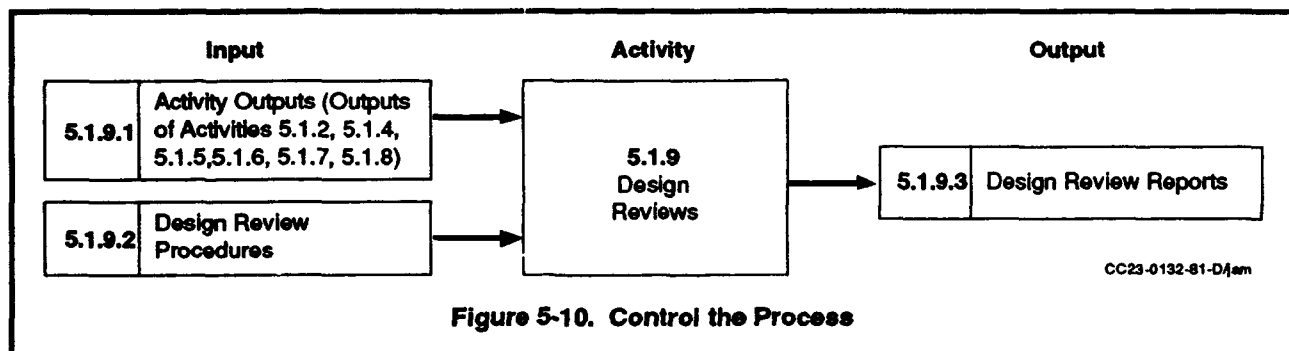 Input
Activity
Output
5.1.9.1
Activity Outputs (Outputs
of Activities 5.1.2, 5.1.4,
5.1.5,5.1.6, 5.1.7, 5.1.8)
5.1.9.2
Design Review
Procedures
5.1.9
Design
Reviews
5.1.9.3
Design Review Reports
CC23-0132-81-D/jam
Figure 5-10. Control the Process